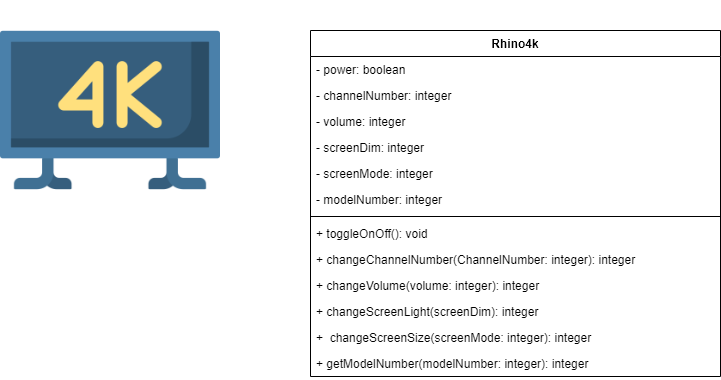 4K
Rhino4k
- power: boolean
- channelNumber: integer
- volume: integer
- screenDim: integer
- screenMode: integer
- modelNumber: integer
+ toggleOnOff(): void
+ changeChannelNumber(ChannelNumber: integer): integer
+ changeVolume(volume: integer): integer
+ changeScreenLight(screenDim): integer
+  changeScreenSize(screenMode: integer): integer
+ getModelNumber(modelNumber: integer): integer